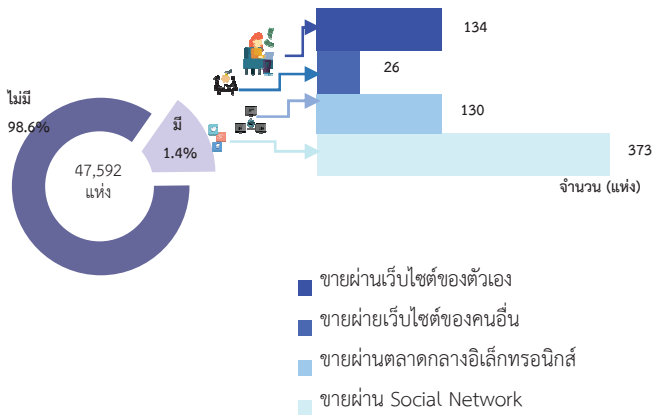 134
26
130
373
จำนวน (แห่ง)
ไม่มี
98.6%
มี
1.4%
47,592
แห่ง
ขายผ่านเว็บไซต์ของตัวเอง
ขายผ่ายเว็บไซต์ของคนอื่น
ขายผ่านตลาดกลางอิเล็กทรอนิกส์
ขายผ่าน Social Network